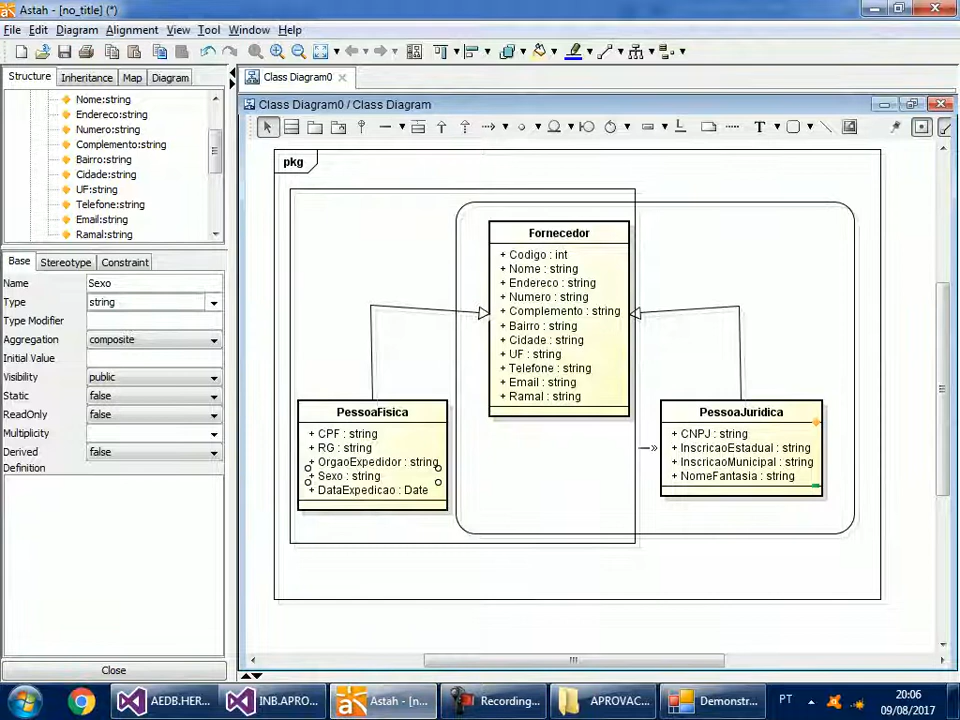 Astah - [no_title] (*)
File Edit Diagram Alignment View Tool Window Help
Structure Inheritance Map Diagram
Class Diagram0
Nome:string
Endereco:string
Numero:string
Complemento:string
Bairro:string
Cidade:string
UF:string
Telefone:string
Email:string
Ramal:string
Base Stereotype Constraint
Name Sexo
Type string
Type Modifier
Aggregation composite
Initial Value
Visibility public
Static false
ReadOnly false
Multiplicity
Derived false
Definition
Close
Class Diagram0 / Class Diagram
T
pkg
Fornecedor
+ Codigo : int
+ Nome : string
+ Endereco : string
+ Numero : string
+ Complemento : string
+ Bairro : string
+ Cidade : string
+ UF : string
+ Telefone : string
+ Email : string
+ Ramal : string
PessoaFisica
+ CPF : string
+ RG : string
+ OrgaoExpedidor : string
+ Sexo : string
+ DataExpedicao : Date
PessoaJuridica
+ CNPJ : string
+ InscricaoEstadual : string
+ InscricaoMunicipal : string
+ NomeFantasia : string
AEDB.HER... INB.APRO... Astah - [n... Recording... APROVAC... Demonstr... PT
20:06
09/08/2017